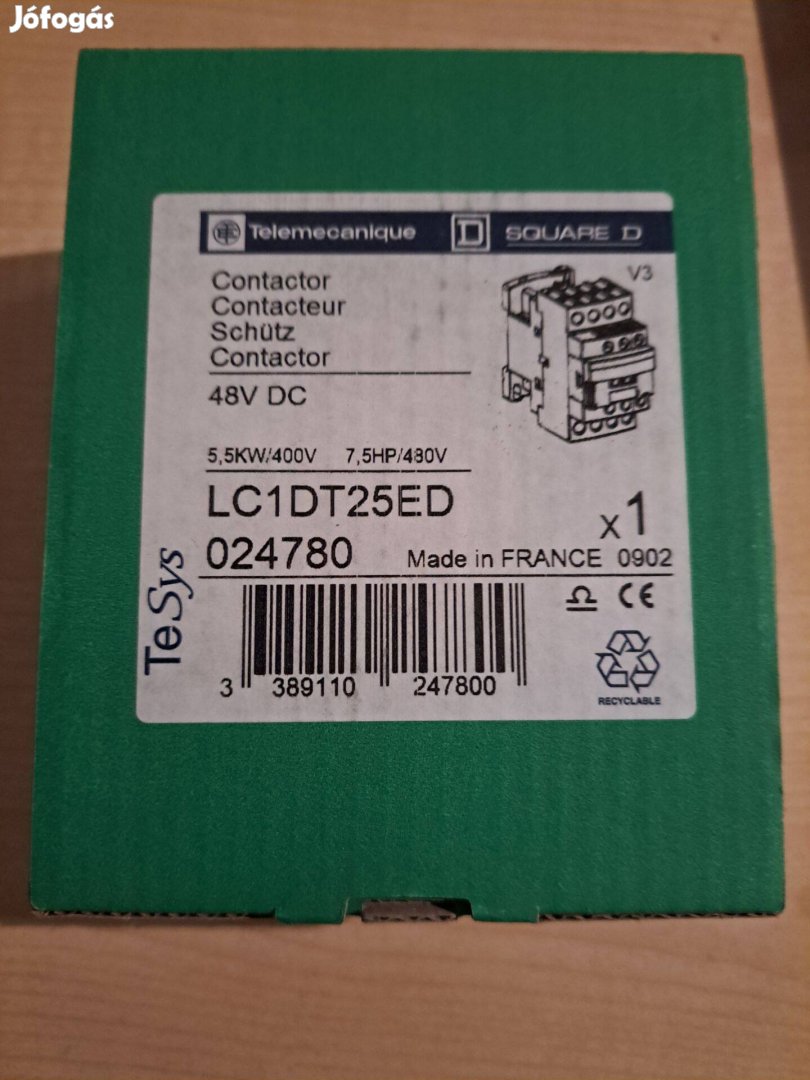 Jófogás
Telemecanique D SQUARE D
V3
Contactor
Contacteur
Schütz
Contactor
48V DC
5,5KW/400V 7,5HP/480V
LC1DT25ED
x1
024780 Made in FRANCE 0902
TeSys
CE
3 389110 247800
RECYCLABLE